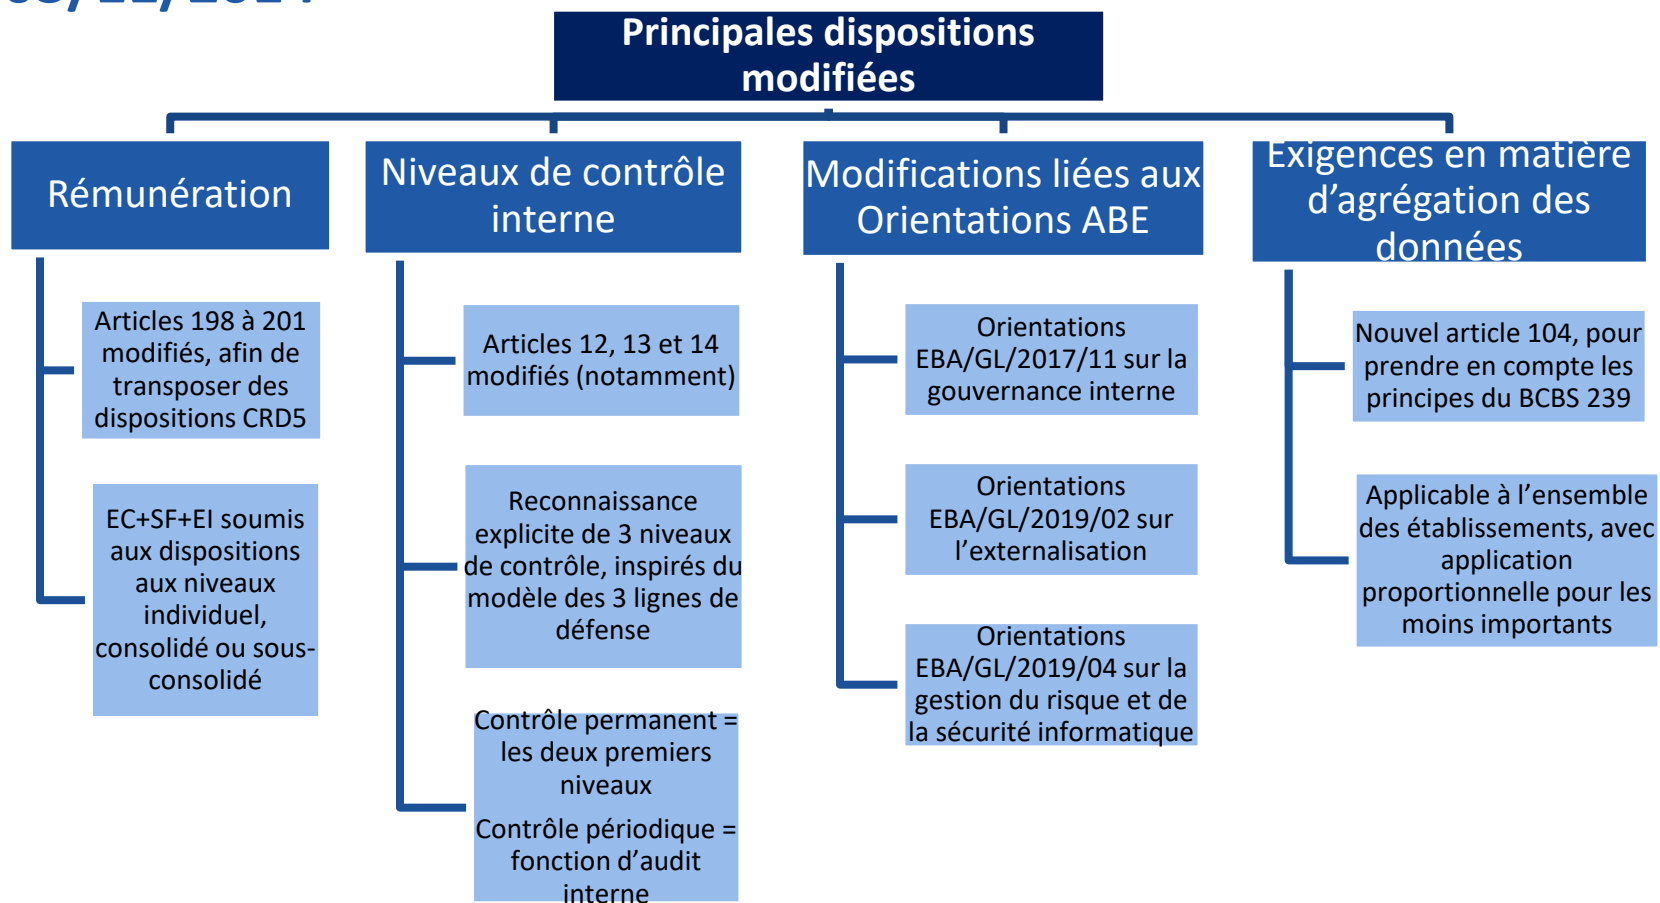 03/11/2014
Principales dispositions
modifiées
Rémunération
Articles 198 à 201
modifiés, afin de
transposer des
dispositions CRD5
EC+SF+EI soumis
aux dispositions
aux niveaux
individuel,
consolidé ou sous-
consolidé
Niveaux de contrôle
interne
Articles 12, 13 et 14
modifiés (notamment)
Reconnaissance
explicite de 3 niveaux
de contrôle, inspirés du
modèle des 3 lignes de
défense
Contrôle permanent =
les deux premiers
niveaux
Contrôle périodique =
fonction d’audit
interne
Modifications liées aux
Orientations ABE
Orientations
EBA/GL/2017/11 sur la
gouvernance interne
Orientations
EBA/GL/2019/02 sur
l’externalisation
Orientations
EBA/GL/2019/04 sur la
gestion du risque et de
la sécurité informatique
Exigences en matière
d’agrégation des
données
Nouvel article 104, pour
prendre en compte les
principes du BCBS 239
Applicable à l’ensemble
des établissements, avec
application
proportionnelle pour les
moins importants